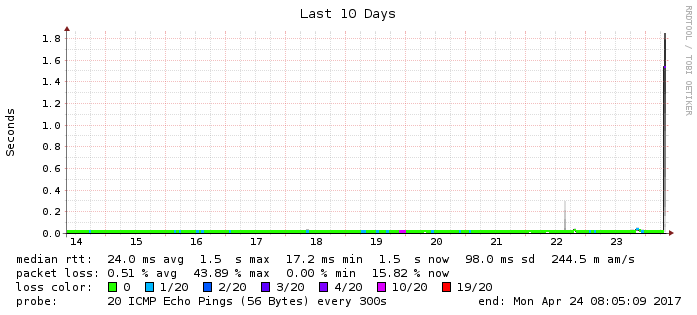 Last 10 Days
RRDTOOL / TOBI OETIKER
Seconds
1.8
1.6
1.4
1.2
1.0
0.8
0.6
0.4
0.2
0.0
14 15 16 17 18 19 20 21 22 23
median rtt: 24.0 ms avg 1.5 s max 17.2 ms min 1.5 s now 98.0 ms sd 244.5 m am/s
packet loss: 0.51 % avg 43.89 % max 0.00 % min 15.82 % now
loss color: 0 1/20 2/20 3/20 4/20 10/20 19/20
probe: 20 ICMP Echo Pings (56 Bytes) every 300s end: Mon Apr 24 08:05:09 2017